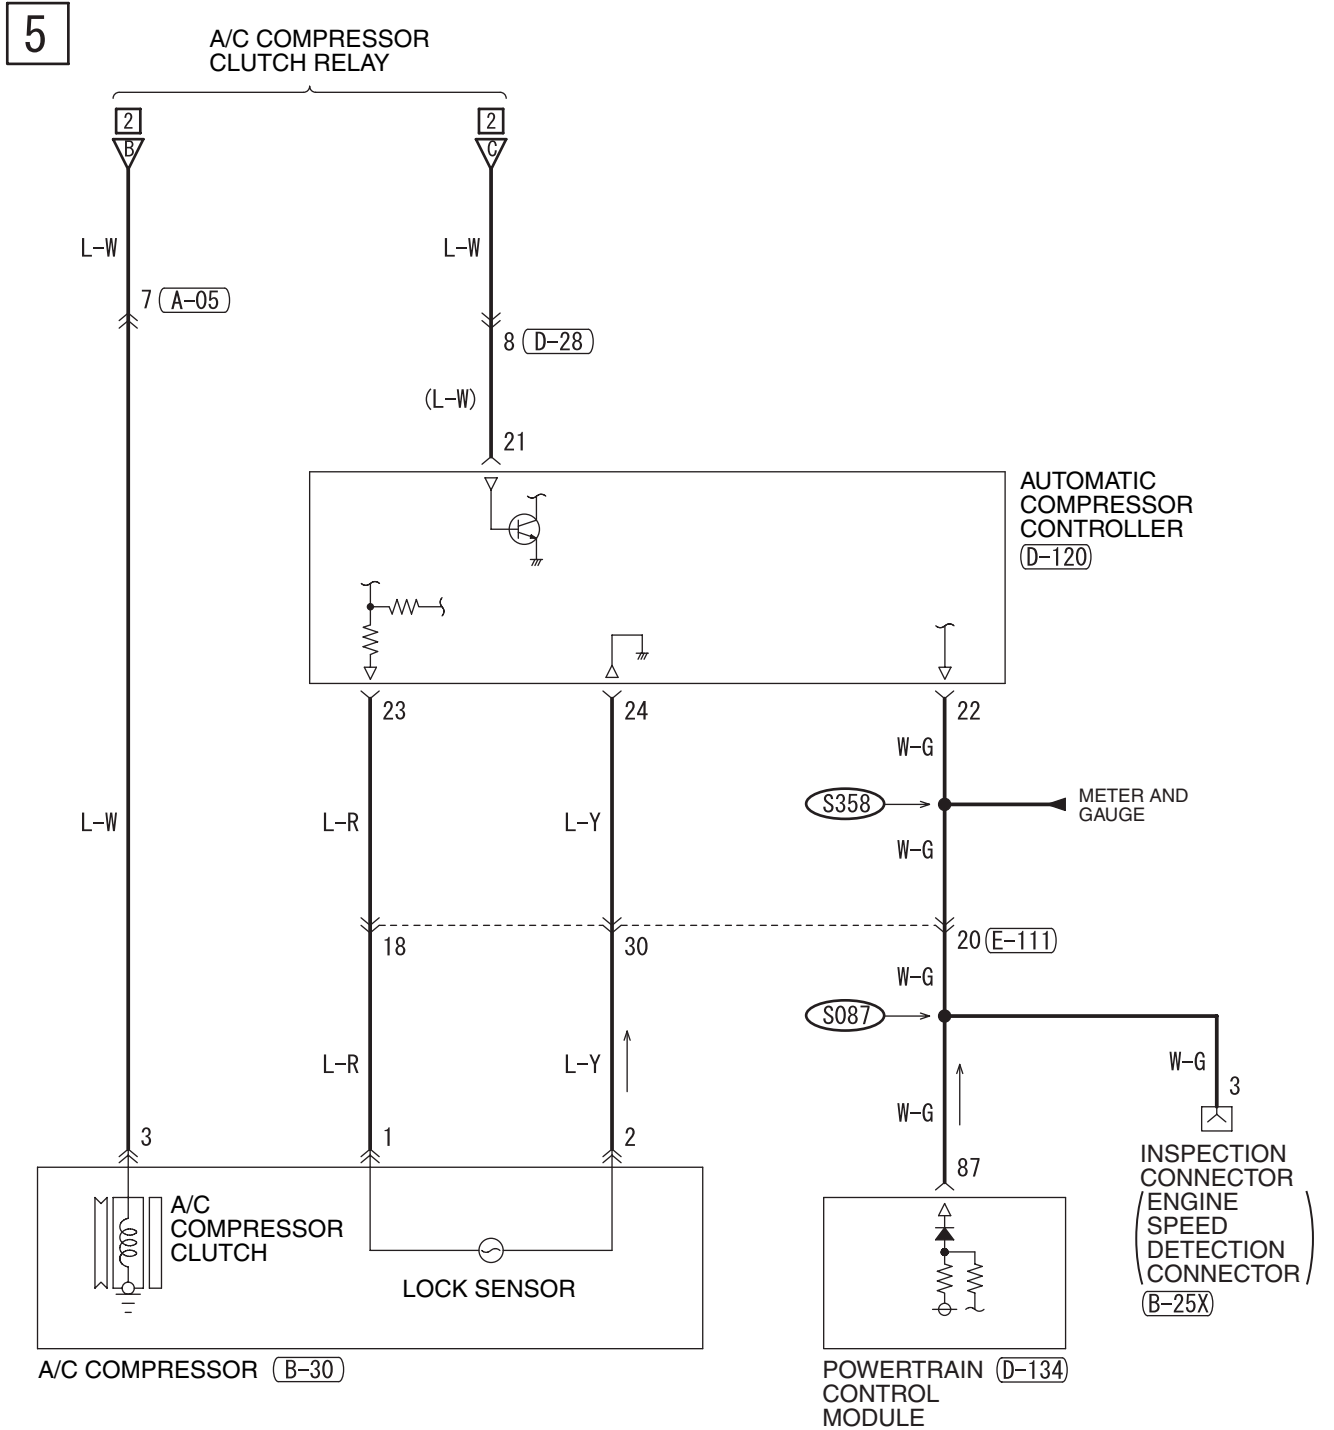 5
A/C COMPRESSOR
CLUTCH RELAY
2
2
B
C
L-W
L-W
7 A-05
8 D-28
(L-W)
21
AUTOMATIC
COMPRESSOR
CONTROLLER
D-120
23
24
22
W-G
S358
METER AND
GAUGE
L-W
L-R
L-Y
W-G
18
30
20 E-111
W-G
S087
L-R
L-Y
W-G
3
W-G
3
1
2
87
INSPECTION
CONNECTOR
(ENGINE
SPEED
DETECTION
CONNECTOR)
B-25X
A/C
COMPRESSOR
CLUTCH
LOCK SENSOR
A/C COMPRESSOR B-30
POWERTRAIN D-134
CONTROL
MODULE